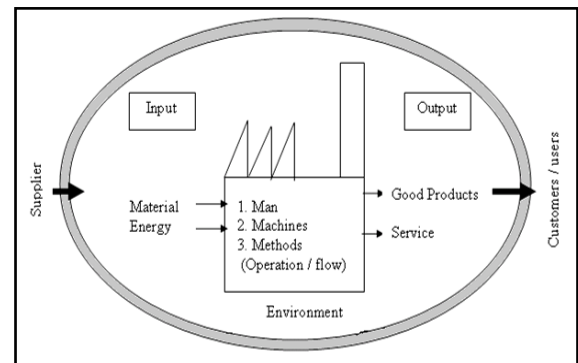 Input
Output
Supplier
Material
Energy
1. Man
2. Machines
3. Methods
(Operation / flow)
Good Products
Service
Customers / users
Environment